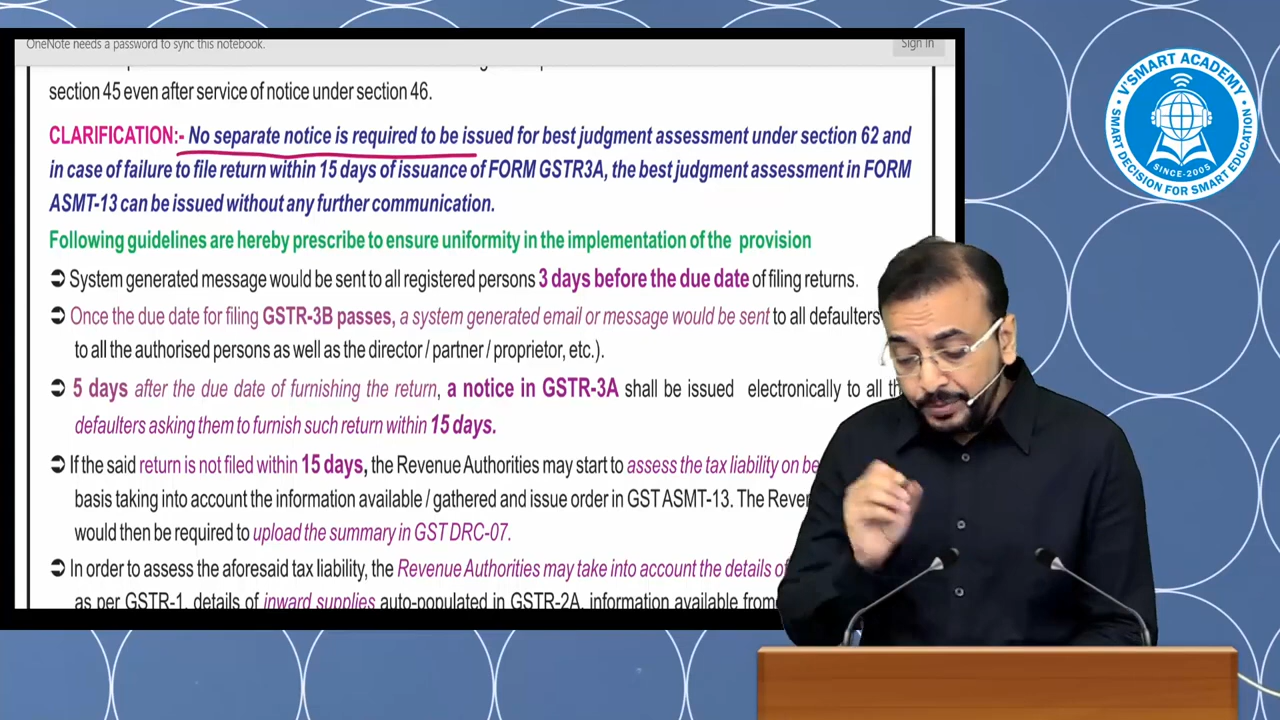 OneNote needs a password to sync this notebook.
Sign in
section 45 even after service of notice under section 46.
CLARIFICATION:- No separate notice is required to be issued for best judgment assessment under section 62 and
in case of failure to file return within 15 days of issuance of FORM GSTR3A, the best judgment assessment in FORM
ASMT-13 can be issued without any further communication.
Following guidelines are hereby prescribe to ensure uniformity in the implementation of the provision
➲ System generated message would be sent to all registered persons 3 days before the due date of filing returns.
➲ Once the due date for filing GSTR-3B passes, a system generated email or message would be sent to all defaulters
to all the authorised persons as well as the director / partner / proprietor, etc.).
➲ 5 days after the due date of furnishing the return, a notice in GSTR-3A shall be issued electronically to all
defaulters asking them to furnish such return within 15 days.
➲ If the said return is not filed within 15 days, the Revenue Authorities may start to assess the tax liability on
basis taking into account the information available / gathered and issue order in GST ASMT-13. The
would then be required to upload the summary in GST DRC-07.
➲ In order to assess the aforesaid tax liability, the Revenue Authorities may take into account the details of
as per GSTR-1, details of inward supplies auto-populated in GSTR-2A, information available from
V'SMART ACADEMY
SINCE-2005
SMART DECISION FOR SMART EDUCATION